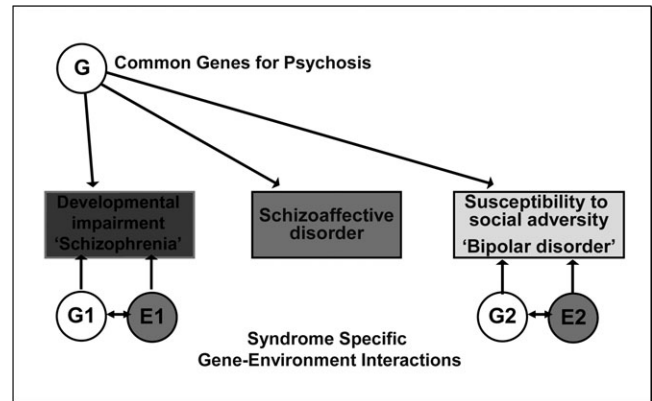 G
Common Genes for Psychosis
Developmental
impairment
'Schizophrenia'
Schizoaffective
disorder
Susceptibility to
social adversity
'Bipolar disorder'
G1
E1
G2
E2
Syndrome Specific
Gene-Environment Interactions